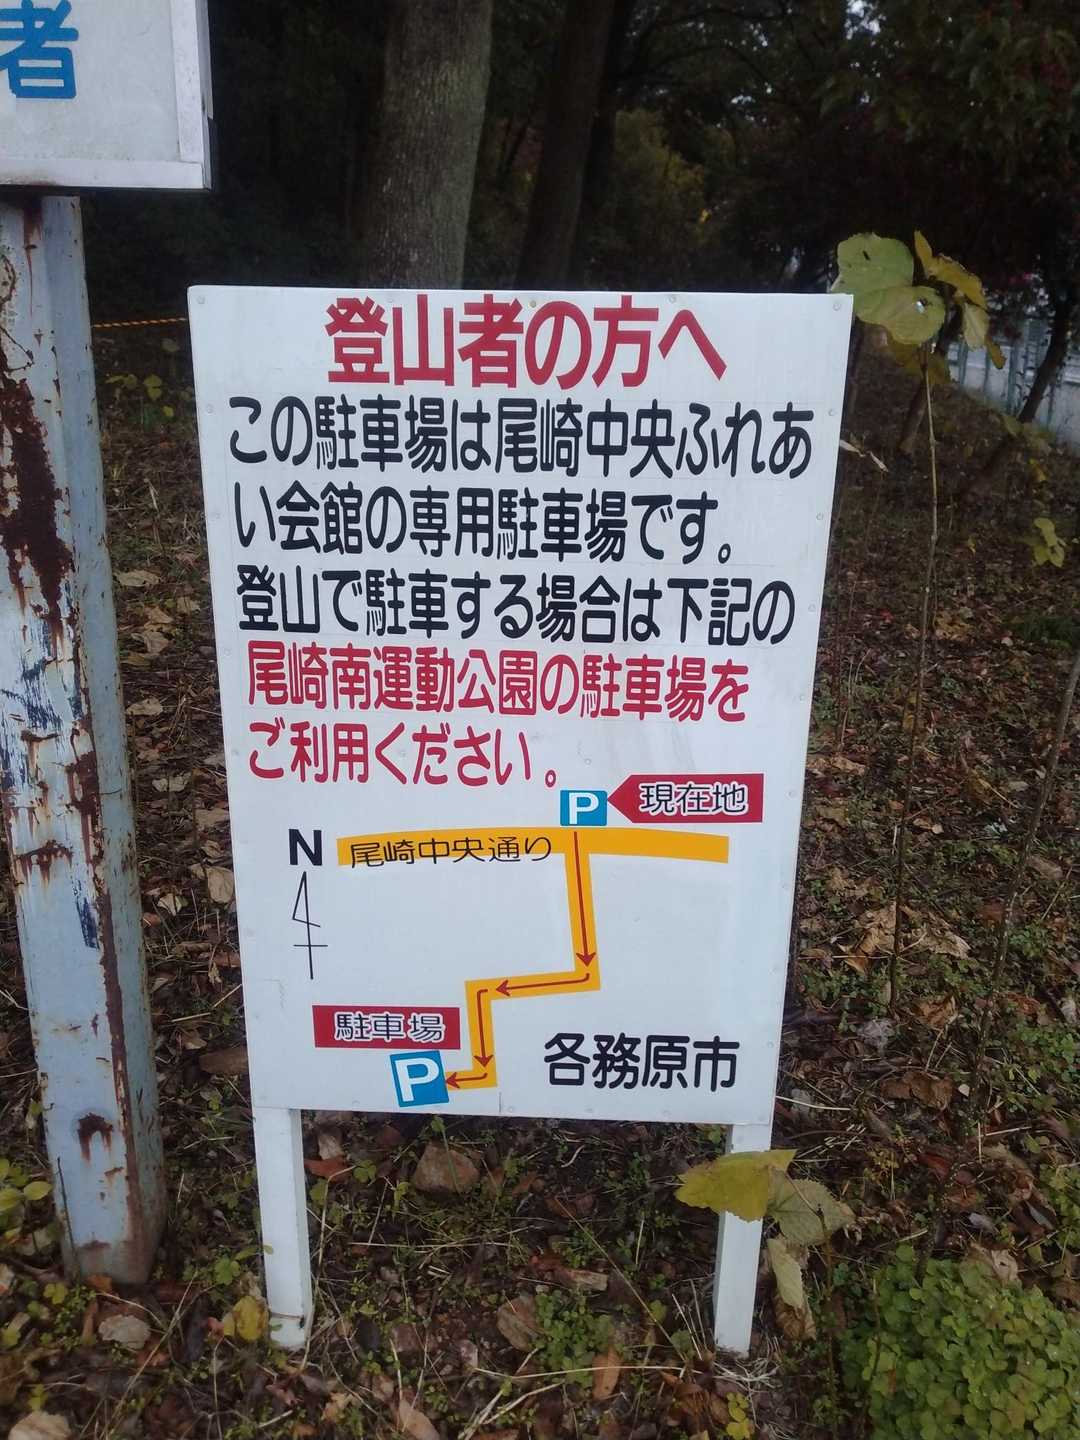 者
登山者の方へ
この駐車場は尾崎中央ふれあ
い会館の専用駐車場です。
登山で駐車する場合は下記の
尾崎南運動公園の駐車場を
ご利用ください。
P
現在地
N
尾崎中央通り
駐車場
P
各務原市